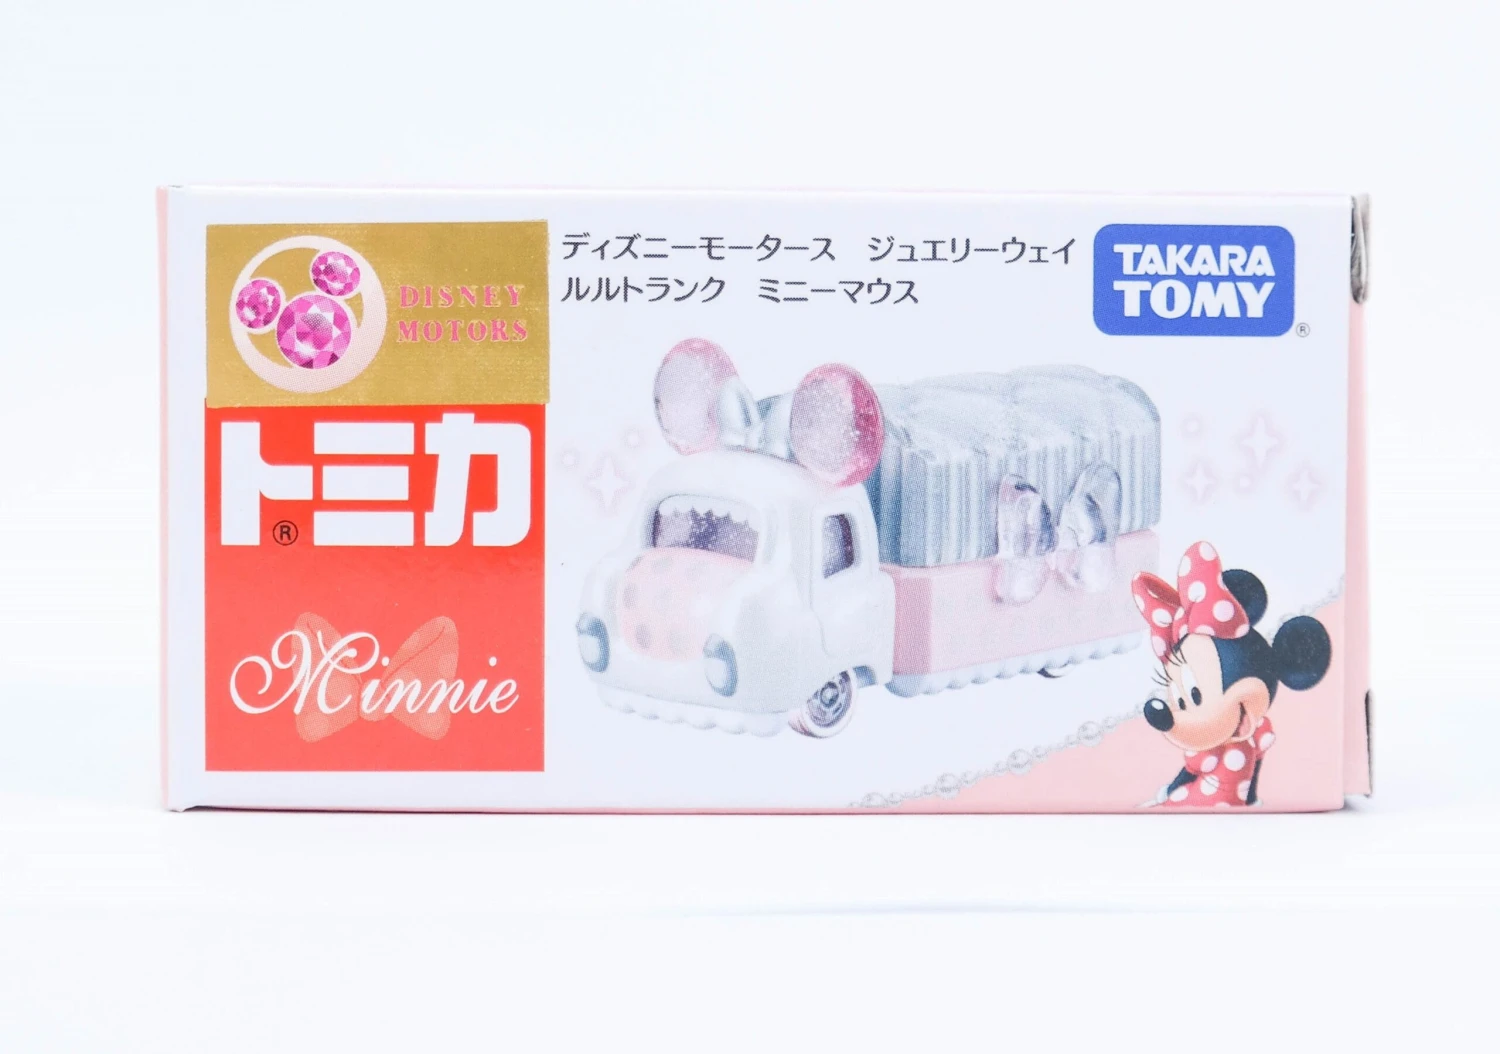 ディズニーモータース ジュエリーウェイ
ルルトランク ミニーマウス
TAKARA
TOMY
®
DISNEY
MOTORS
トミカ
®
Minnie